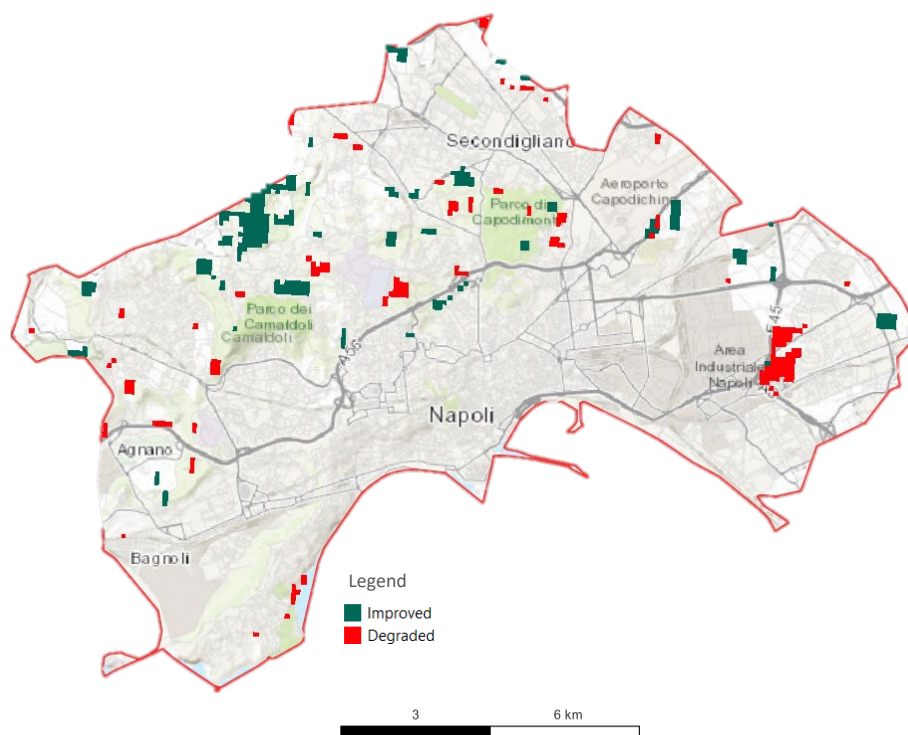 Secondigliano
Aeroporto
Capodichino
Parco di
Capodimonte
Parco dei
Camaldoli
Camaldoli
A56
E45
Area
Industriale
Napoli
Napoli
Agnano
Bagnoli
Legend
Improved
Degraded
3 6 km